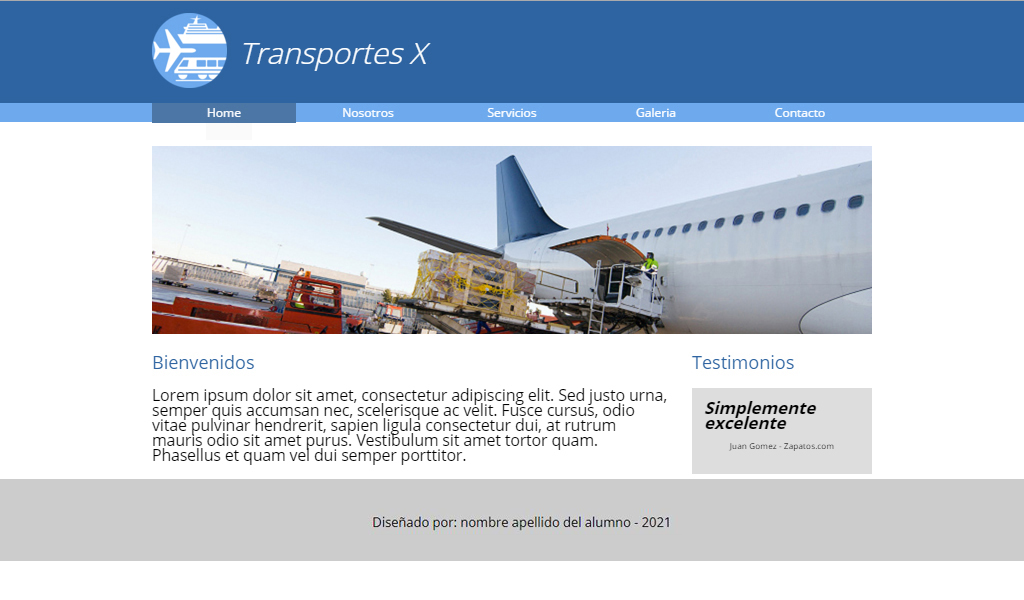 Transportes X
Home Nosotros Servicios Galeria Contacto
Bienvenidos
Lorem ipsum dolor sit amet, consectetur adipiscing elit. Sed justo urna,
semper quis accumsan nec, scelerisque ac velit. Fusce cursus, odio
vitae pulvinar hendrerit, sapien ligula consectetur dui, at rutrum
mauris odio sit amet purus. Vestibulum sit amet tortor quam.
Phasellus et quam vel dui semper porttitor.
Testimonios
Simplemente
excelente
Juan Gomez - Zapatos.com
Diseñado por: nombre apellido del alumno - 2021